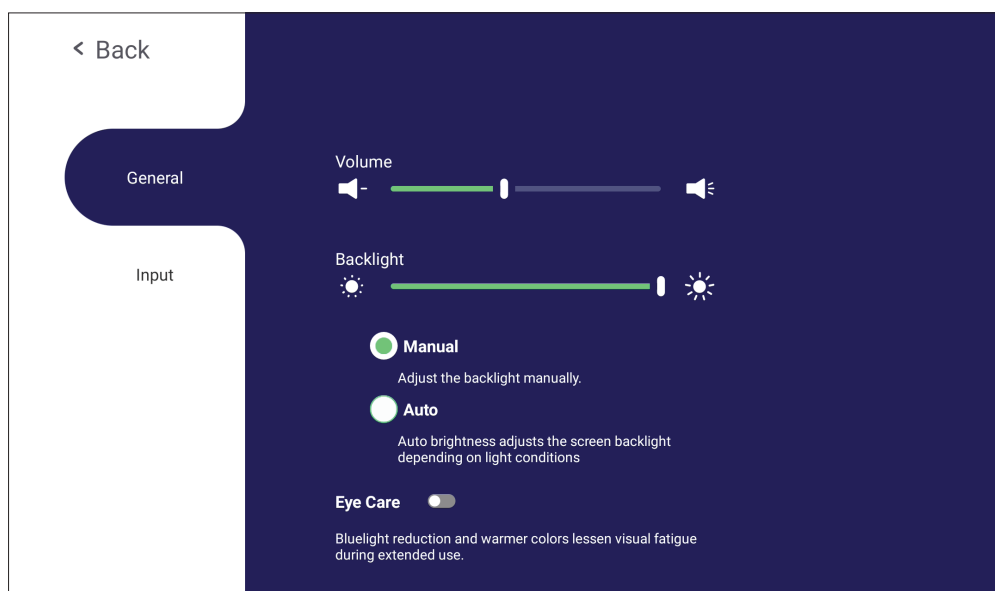 Back
General
Input
Volume
Backlight
Manual
Adjust the backlight manually.
Auto
Auto brightness adjusts the screen backlight
depending on light conditions
Eye Care
Bluelight reduction and warmer colors lessen visual fatigue
during extended use.